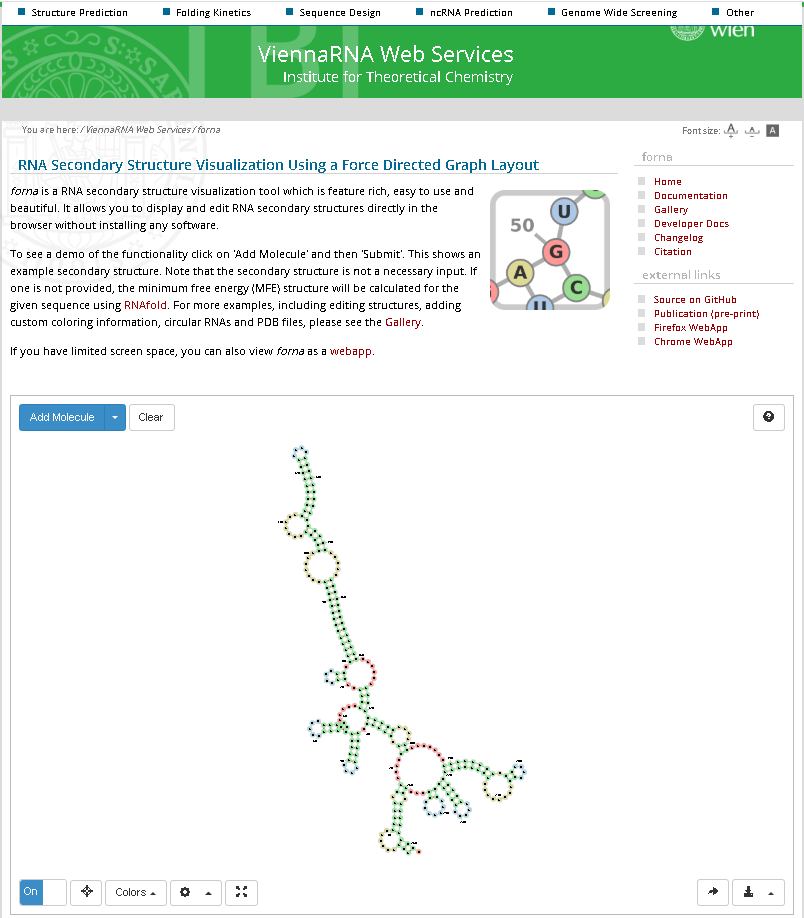 Structure Prediction
Folding Kinetics
Sequence Design
ncRNA Prediction
Genome Wide Screening
Other
wien
ViennaRNA Web Services
Institute for Theoretical Chemistry
You are here: / ViennaRNA Web Services / forna
Font size: A A A
RNA Secondary Structure Visualization Using a Force Directed Graph Layout
forna is a RNA secondary structure visualization tool which is feature rich, easy to use and
beautiful. It allows you to display and edit RNA secondary structures directly in the
browser without installing any software.
To see a demo of the functionality click on 'Add Molecule' and then 'Submit'. This shows an
example secondary structure. Note that the secondary structure is not a necessary input. If
one is not provided, the minimum free energy (MFE) structure will be calculated for the
given sequence using RNAfold. For more examples, including editing structures, adding
custom coloring information, circular RNAs and PDB files, please see the Gallery.
If you have limited screen space, you can also view forna as a webapp.
50
U
G
A
C
U
forna
Home
Documentation
Gallery
Developer Docs
Changelog
Citation
external links
Source on GitHub
Publication (pre-print)
Firefox WebApp
Chrome WebApp
Add Molecule
Clear
?
On
Colors